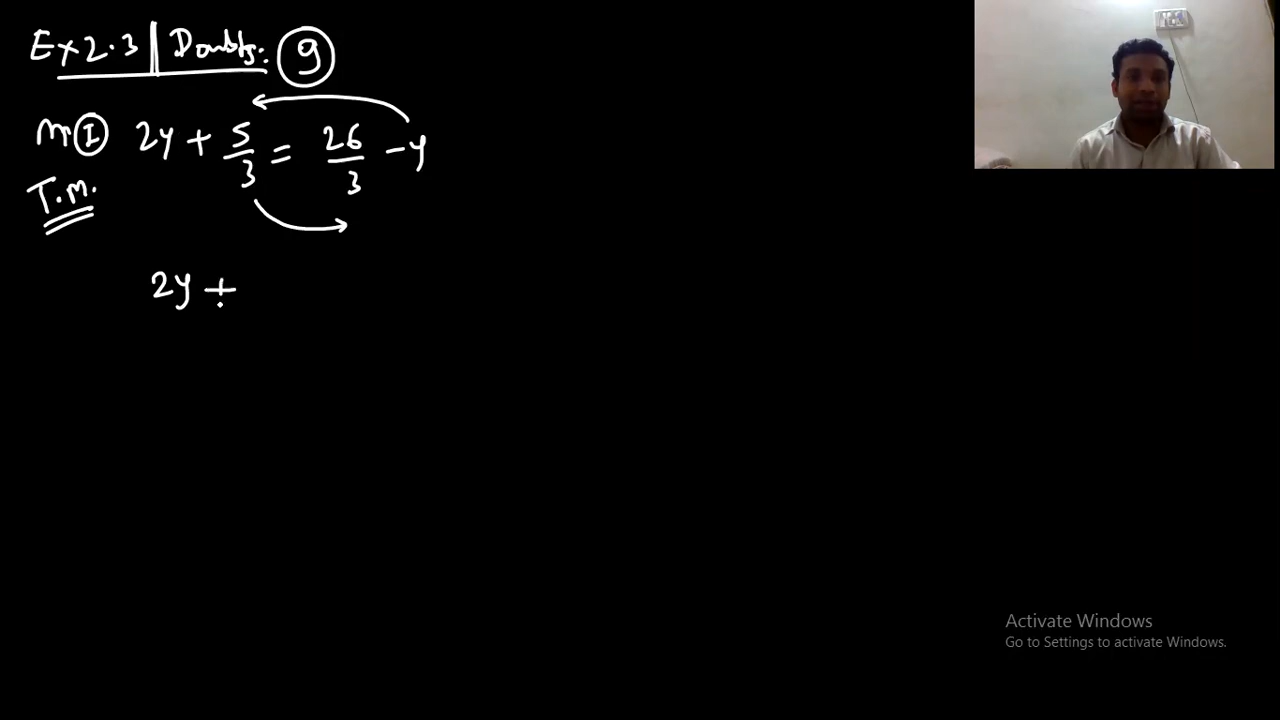 Ex 2.3 | Doubts: 9
M I 2y + 5/3 = 26/3 - y
T.M.
2y +
Activate Windows
Go to Settings to activate Windows.